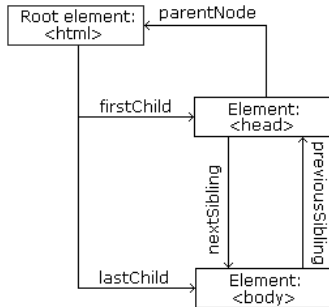 Root element:
<html>
parentNode
firstChild
Element:
<head>
nextSibling
previousSibling
lastChild
Element:
<body>